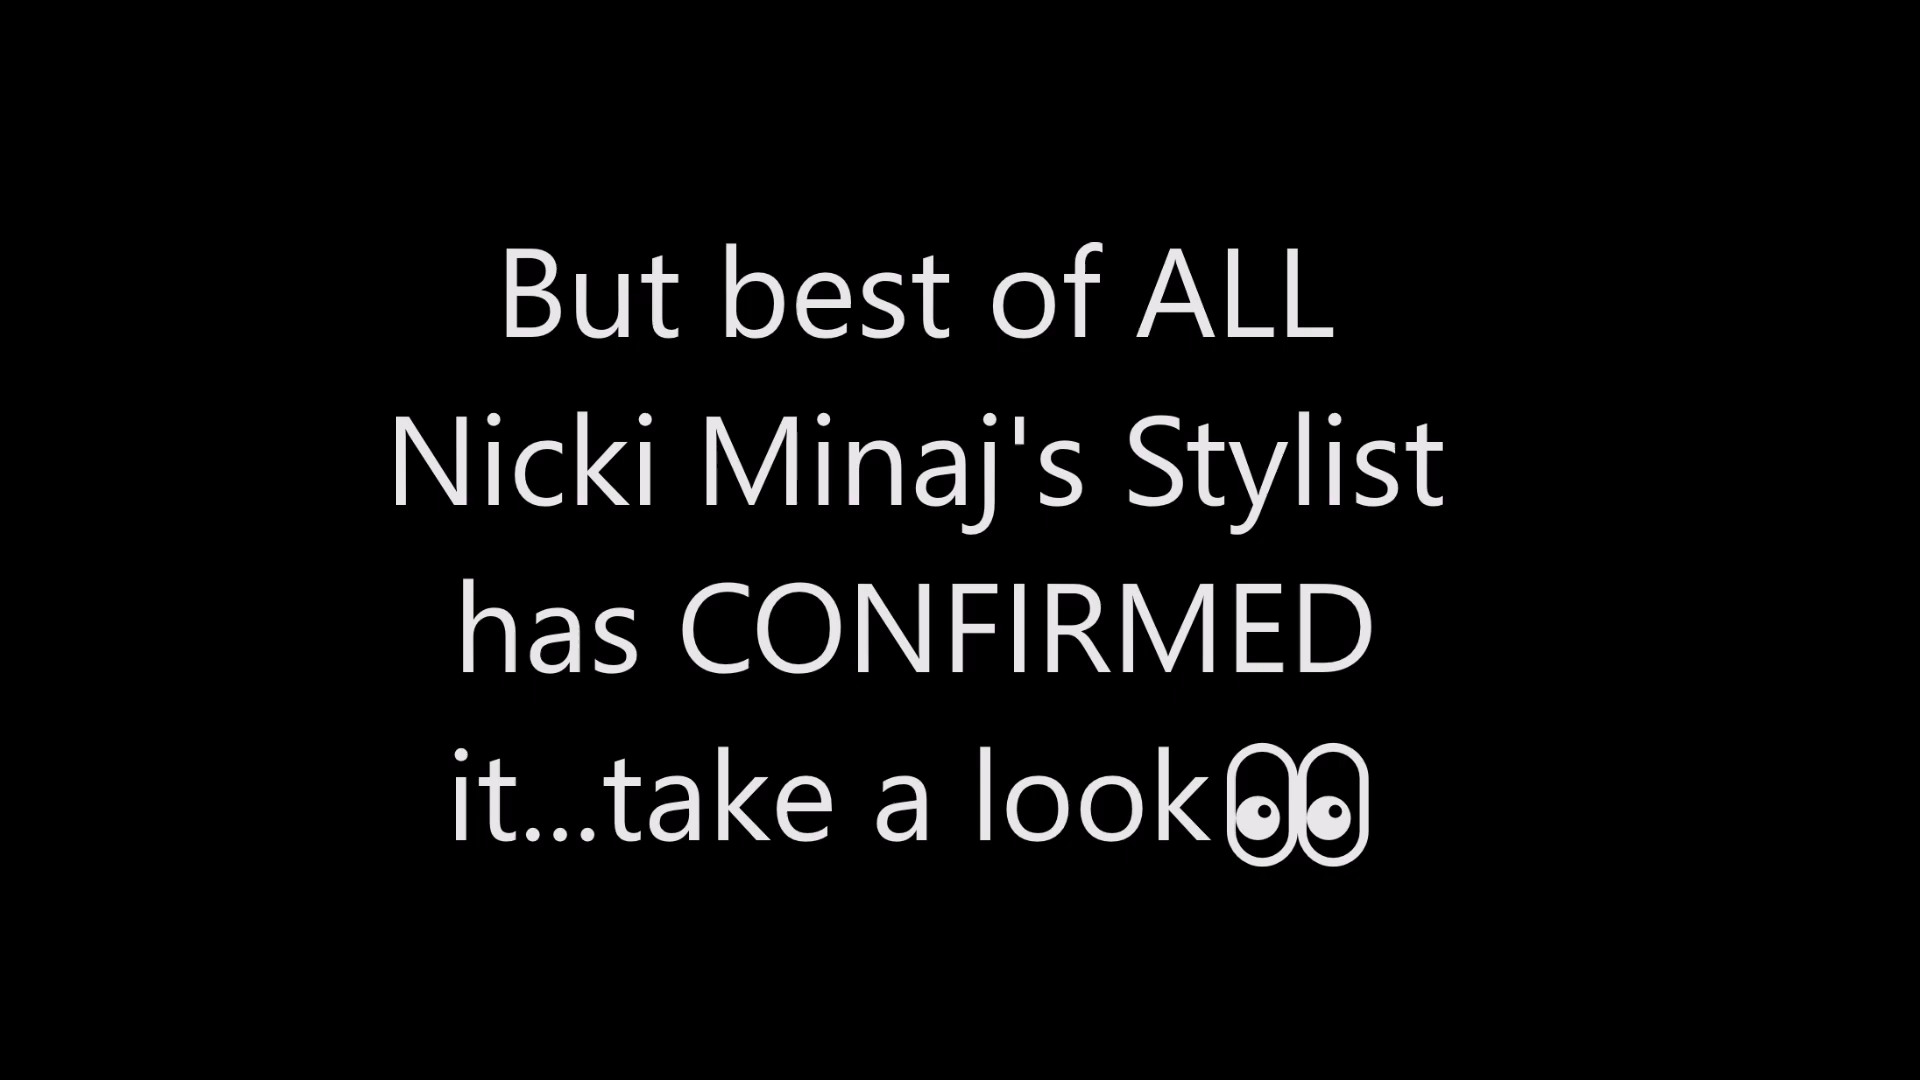 But best of ALL
Nicki Minaj's Stylist
has CONFIRMED
it...take a look👀